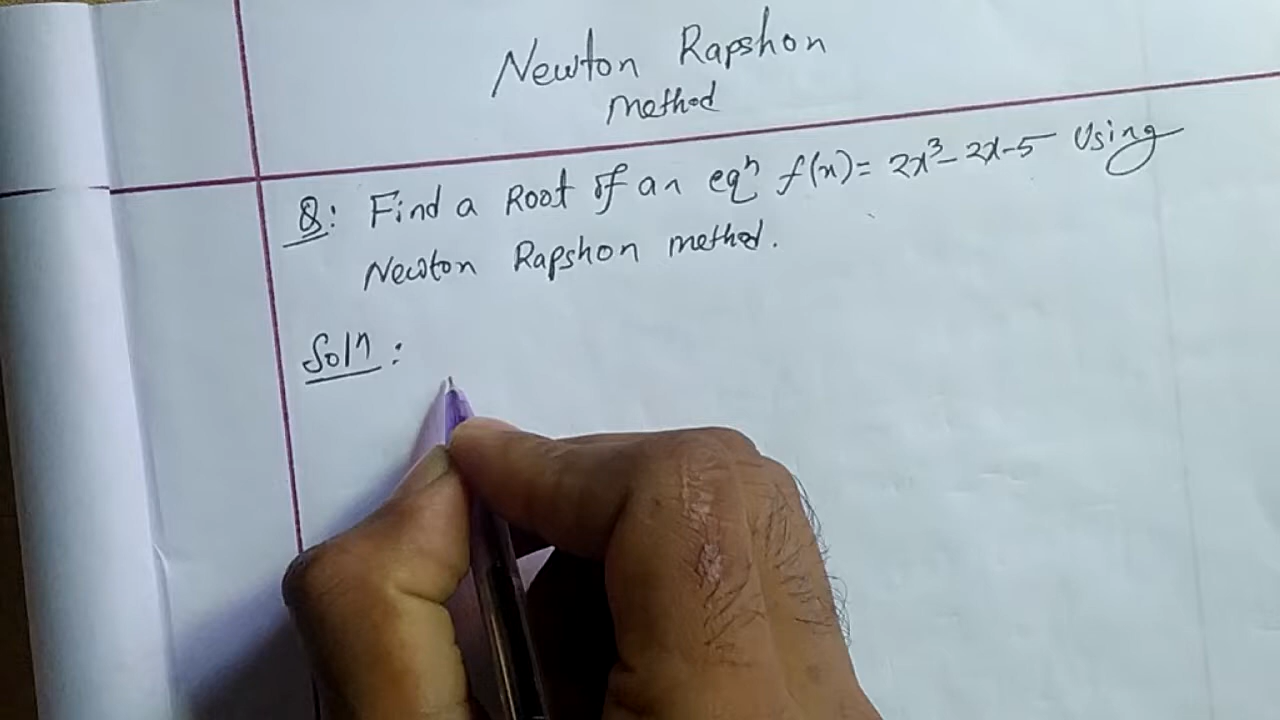 Newton Rapshon
Method
Q: Find a Root of an eqⁿ f(x)= 2x³-2x-5 Using
Newton Rapshon method.
Solⁿ: